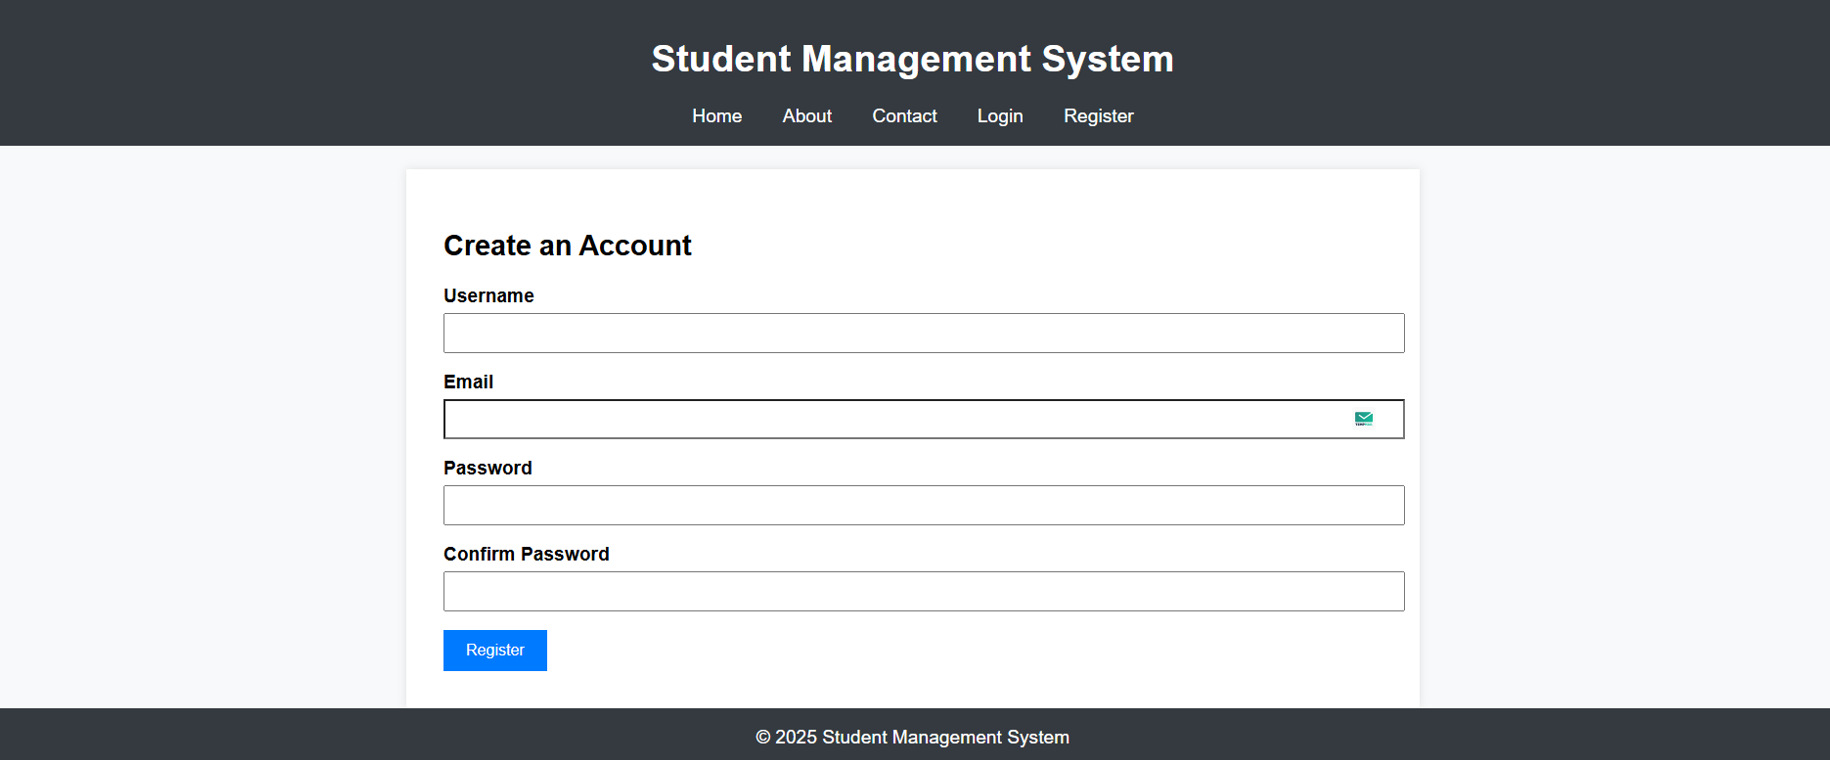 Student Management System
Home About Contact Login Register
Create an Account
Username
Email
Password
Confirm Password
Register
© 2025 Student Management System